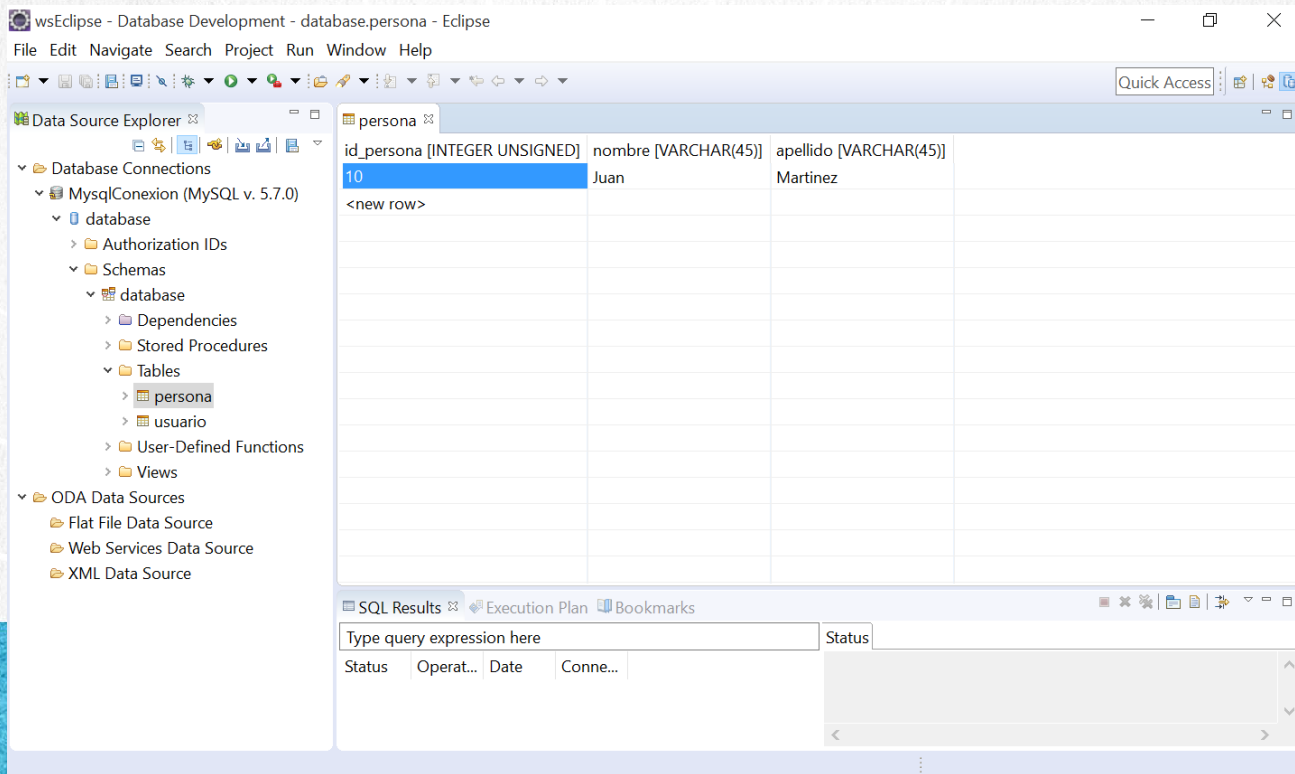 wsEclipse - Database Development - database.persona - Eclipse
File Edit Navigate Search Project Run Window Help
Quick Access
Data Source Explorer
Database Connections
MysqlConexion (MySQL v. 5.7.0)
database
Authorization IDs
Schemas
database
Dependencies
Stored Procedures
Tables
persona
usuario
User-Defined Functions
Views
ODA Data Sources
Flat File Data Source
Web Services Data Source
XML Data Source
persona
id_persona [INTEGER UNSIGNED] nombre [VARCHAR(45)] apellido [VARCHAR(45)]
10 Juan Martinez
<new row>
SQL Results Execution Plan Bookmarks
Type query expression here
Status Operat... Date Conne...
Status